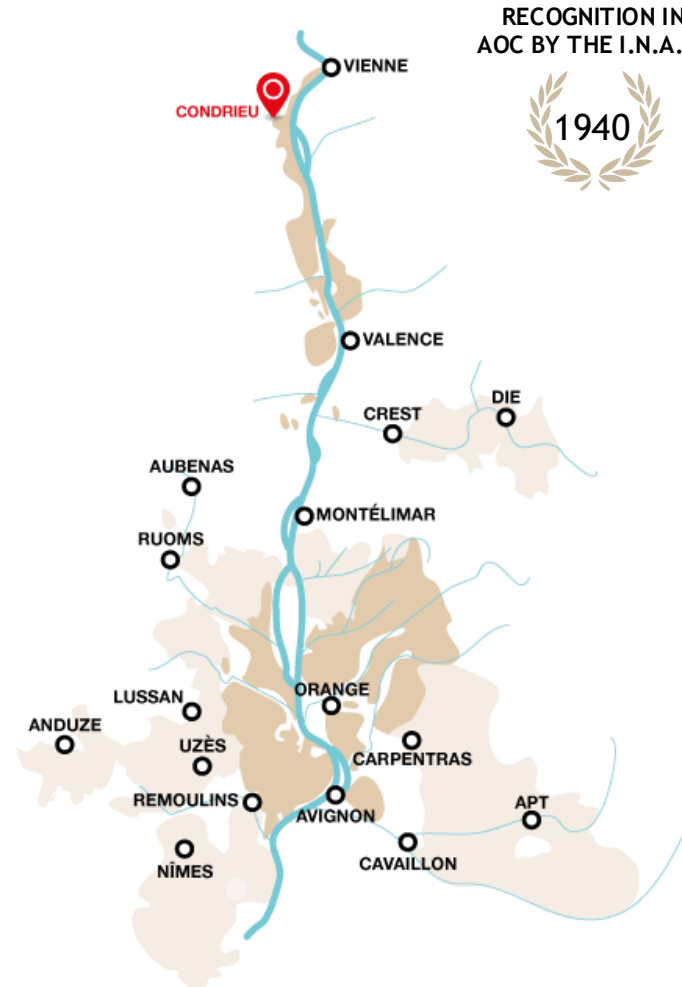 RECOGNITION IN
AOC BY THE I.N.A.
1940
VIENNE
CONDRIEU
VALENCE
DIE
CREST
AUBENAS
MONTÉLIMAR
RUOMS
ORANGE
LUSSAN
ANDUZE
UZÈS
CARPENTRAS
REMOULINS
AVIGNON
APT
CAVAILLON
NÎMES